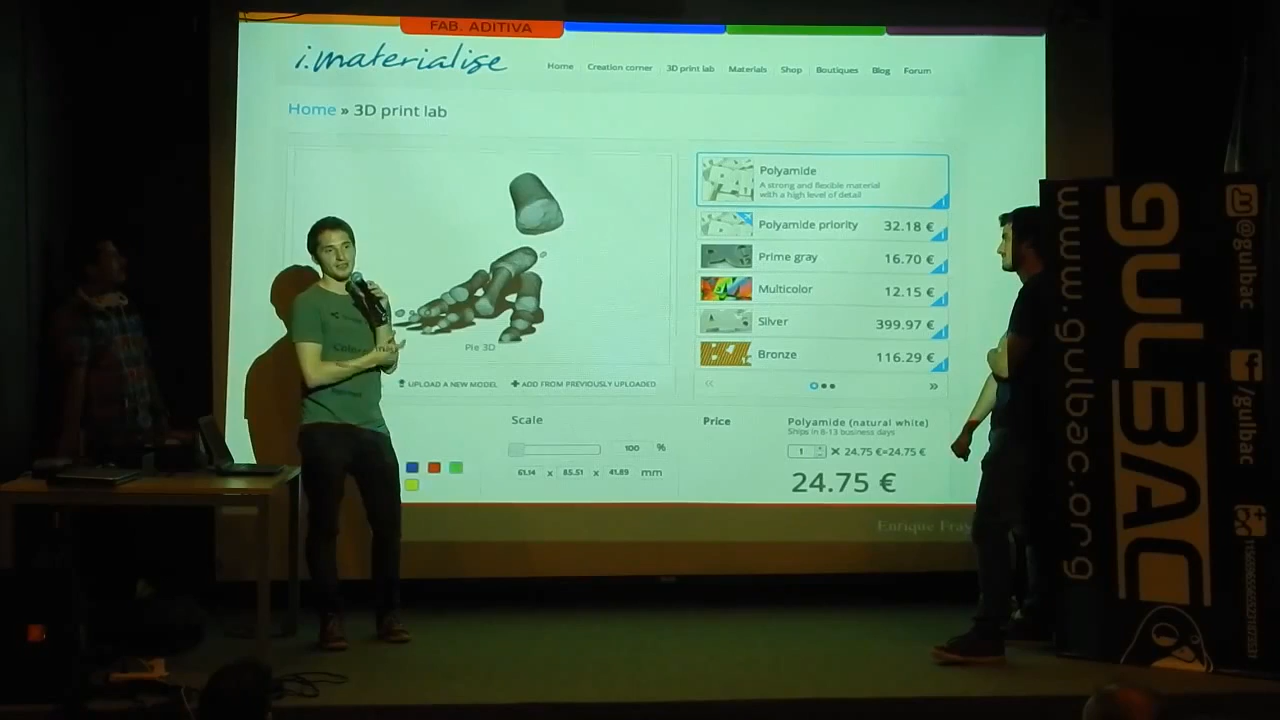 FAB. ADITIVA
i.materialise
Home Creation corner 3D print lab Materials Shop Boutiques Blog Forum
Home » 3D print lab
Polyamide
A strong and flexible material
with a high level of detail
Polyamide priority 32.18 €
Prime gray 16.70 €
Multicolor 12.15 €
Silver 399.97 €
Bronze 116.29 €
« »
Pie 3D
UPLOAD A NEW MODEL ADD FROM PREVIOUSLY UPLOADED
Scale
100 %
61.14 x 85.51 x 41.89 mm
Price
Polyamide (natural white)
Ships in 8-13 business days
1 × 24.75 €=24.75 €
24.75 €
Enrique Fray
www.gulbac.org
GULBAC
@gulbac
/gulbac